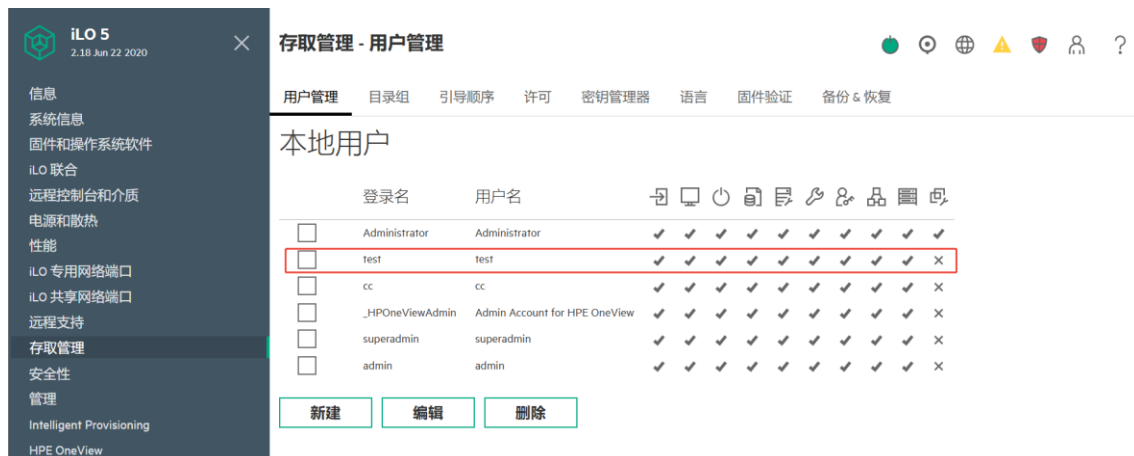 iLO 5
2.18 Jun 22 2020
信息
系统信息
固件和操作系统软件
iLO 联合
远程控制台和介质
电源和散热
性能
iLO 专用网络端口
iLO 共享网络端口
远程支持
存取管理
安全性
管理
Intelligent Provisioning
HPE OneView
存取管理 - 用户管理
用户管理 目录组 引导顺序 许可 密钥管理器 语言 固件验证 备份 & 恢复
本地用户
登录名 用户名
Administrator Administrator
test test
cc cc
_HPOneViewAdmin Admin Account for HPE OneView
superadmin superadmin
admin admin
新建 编辑 删除